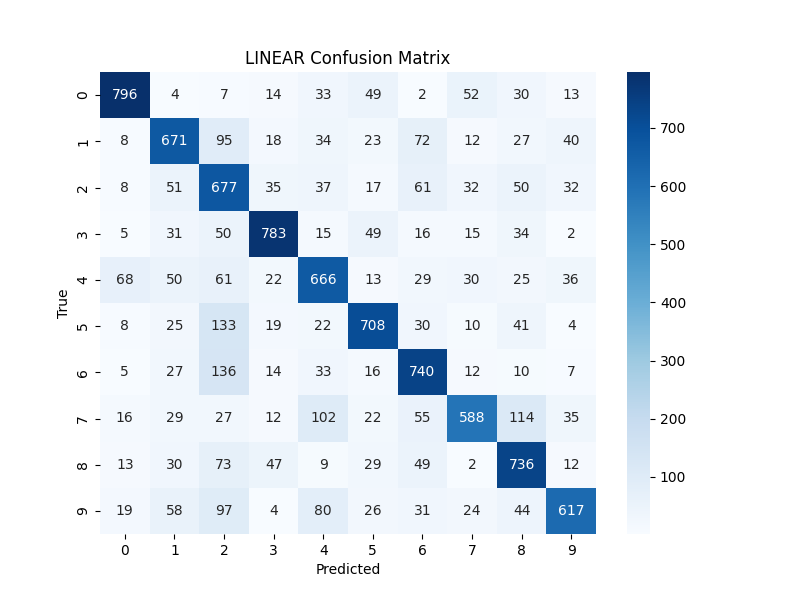 LINEAR Confusion Matrix
0 796 4 7 14 33 49 2 52 30 13
1 8 671 95 18 34 23 72 12 27 40
2 8 51 677 35 37 17 61 32 50 32
3 5 31 50 783 15 49 16 15 34 2
4 68 50 61 22 666 13 29 30 25 36
5 8 25 133 19 22 708 30 10 41 4
6 5 27 136 14 33 16 740 12 10 7
7 16 29 27 12 102 22 55 588 114 35
8 13 30 73 47 9 29 49 2 736 12
9 19 58 97 4 80 26 31 24 44 617
0 1 2 3 4 5 6 7 8 9
Predicted
True
700
600
500
400
300
200
100